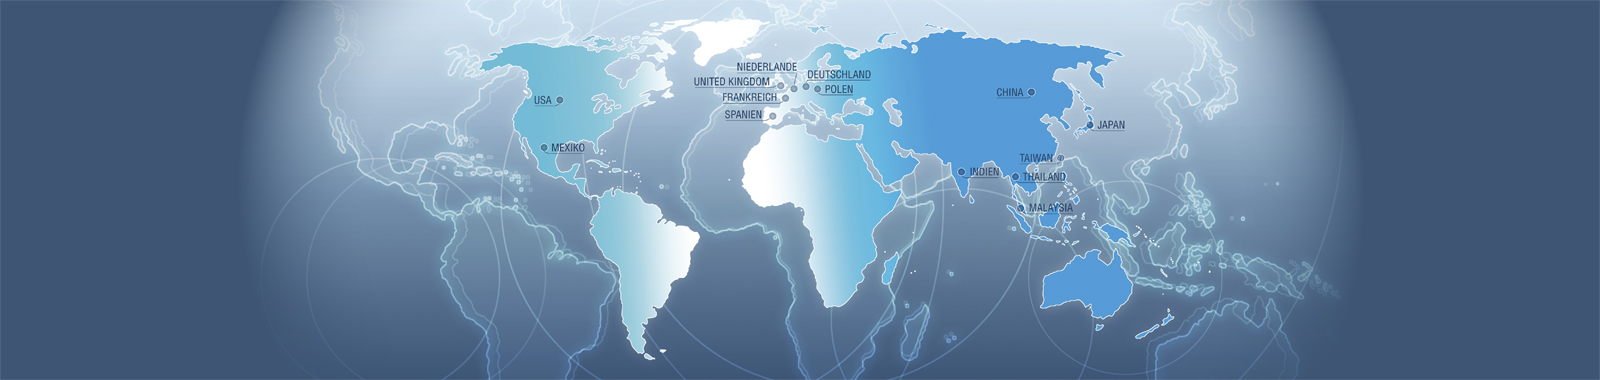 NIEDERLANDE
DEUTSCHLAND
UNITED KINGDOM
POLEN
FRANKREICH
SPANIEN
USA
MEXIKO
CHINA
JAPAN
TAIWAN
INDIEN
THAILAND
MALAYSIA